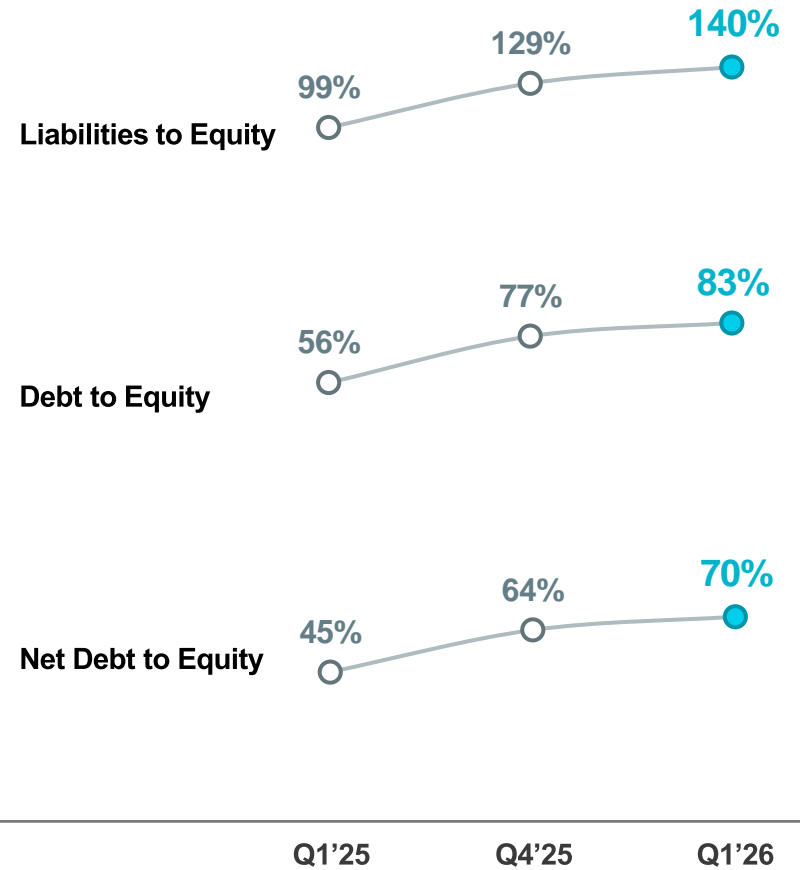 140%
129%
99%
Liabilities to Equity
83%
77%
56%
Debt to Equity
70%
64%
45%
Net Debt to Equity
Q1’25 Q4’25 Q1’26